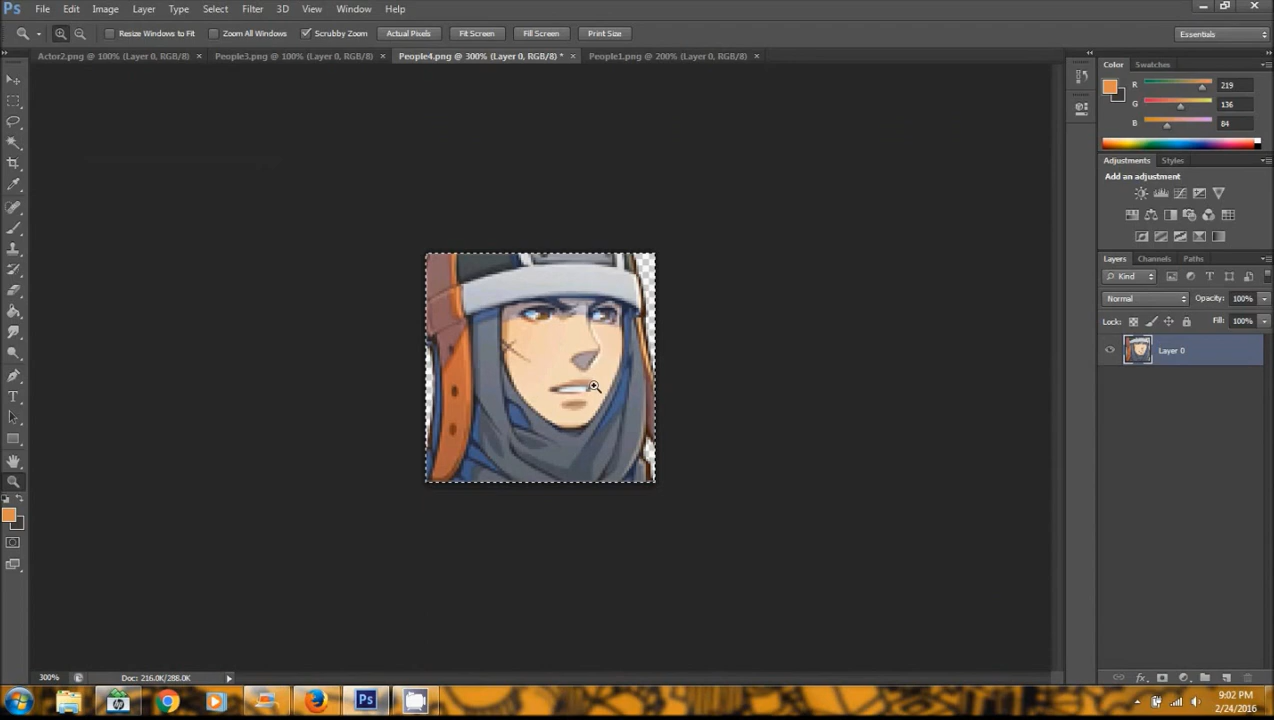 Ps File Edit Image Layer Type Select Filter 3D View Window Help
Resize Windows to Fit Zoom All Windows Scrubby Zoom Actual Pixels Fit Screen Fill Screen Print Size Essentials
Actor2.png @ 100% (Layer 0, RGB/8) × People3.png @ 100% (Layer 0, RGB/8) × People4.png @ 300% (Layer 0, RGB/8) * × People1.png @ 200% (Layer 0, RGB/8) ×
Color Swatches
R 219
G 136
B 84
Adjustments Styles
Add an adjustment
Layers Channels Paths
Kind
Normal Opacity: 100%
Lock: Fill: 100%
Layer 0
fx
300% Doc: 216.0K/288.0K
Ps
9:02 PM
2/24/2016